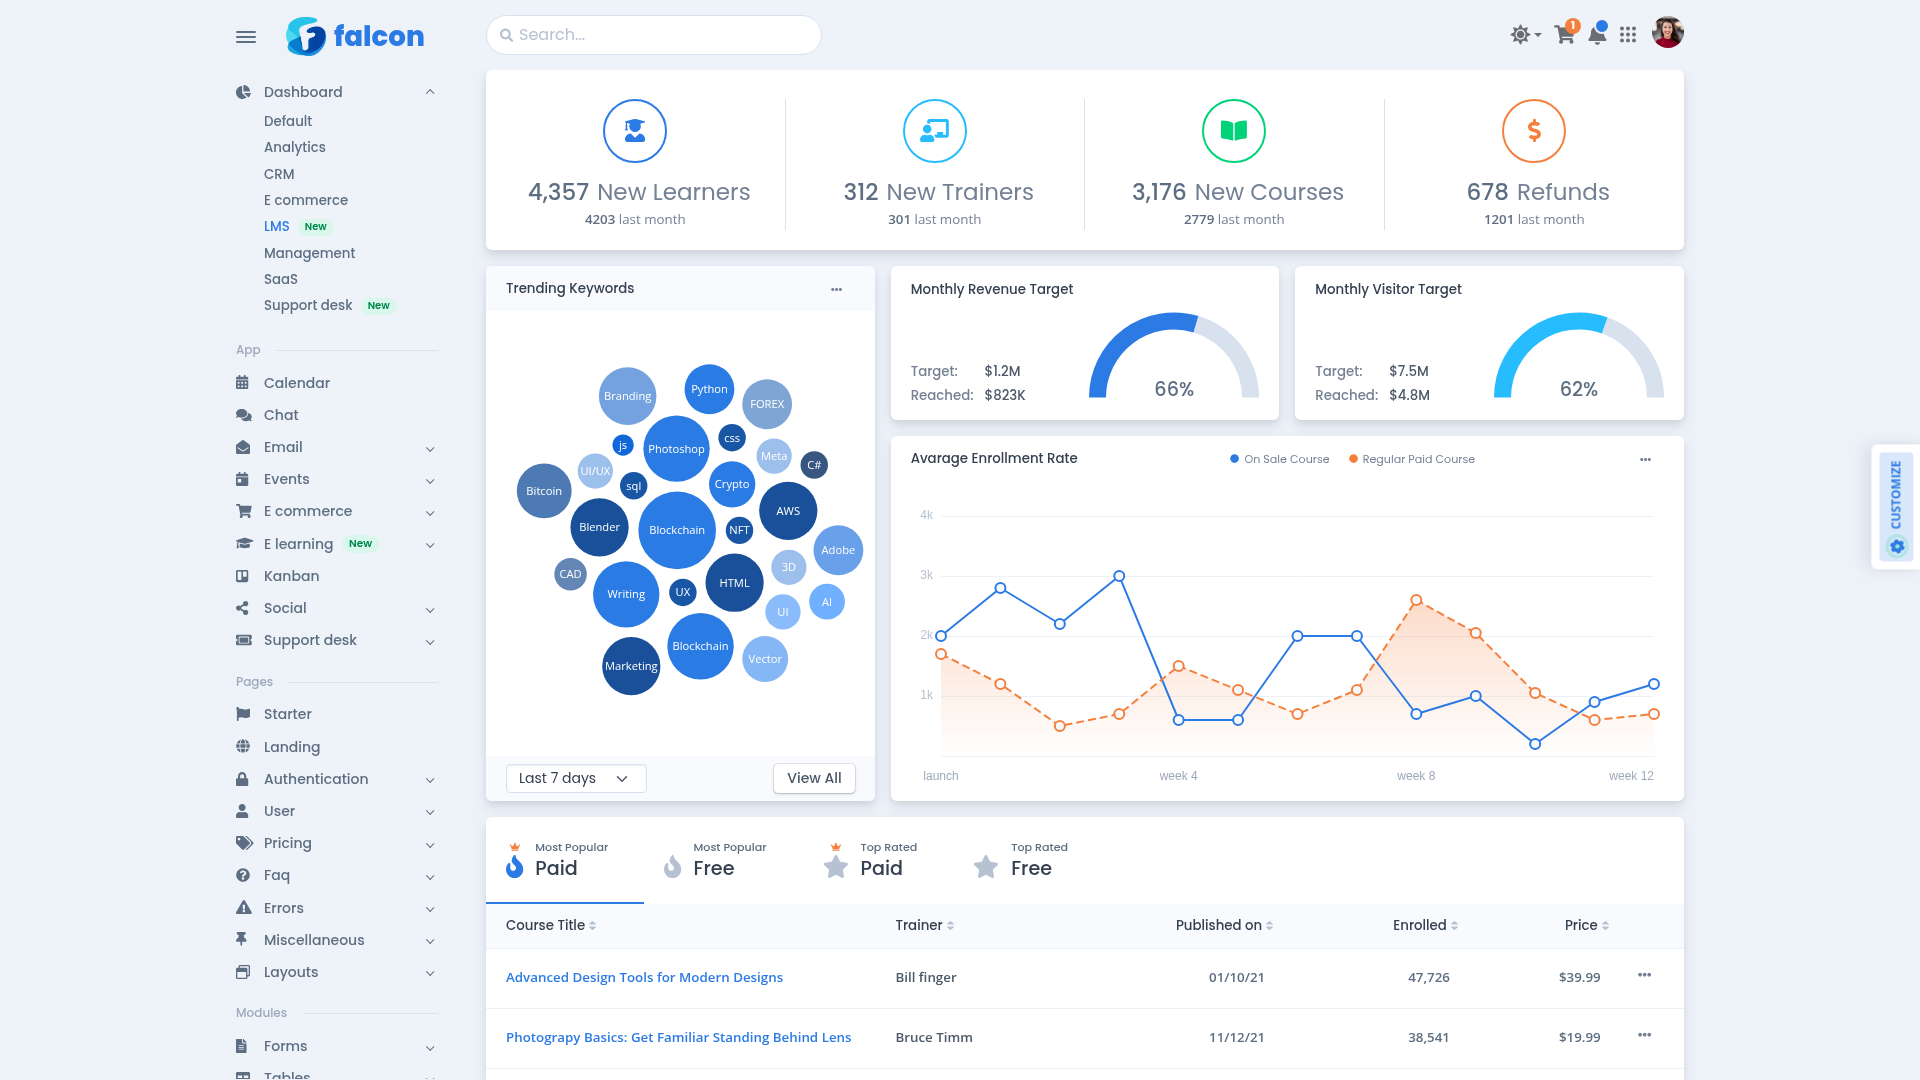 falcon
Search...
1
Dashboard
Default
Analytics
CRM
E commerce
LMS New
Management
SaaS
Support desk New
App
Calendar
Chat
Email
Events
E commerce
E learning New
Kanban
Social
Support desk
Pages
Starter
Landing
Authentication
User
Pricing
Faq
Errors
Miscellaneous
Layouts
Modules
Forms
Tables
4,357 New Learners
4203 last month
312 New Trainers
301 last month
3,176 New Courses
2779 last month
678 Refunds
1201 last month
Trending Keywords
Branding
Python
FOREX
js
Photoshop
css
Meta
C#
UI/UX
sql
Crypto
Bitcoin
Blender
Blockchain
NFT
AWS
Adobe
CAD
Writing
UX
HTML
3D
UI
AI
Marketing
Blockchain
Vector
Last 7 days
View All
Monthly Revenue Target
Target: $1.2M
Reached: $823K
66%
Monthly Visitor Target
Target: $7.5M
Reached: $4.8M
62%
Avarage Enrollment Rate
On Sale Course
Regular Paid Course
4k
3k
2k
1k
launch
week 4
week 8
week 12
CUSTOMIZE
Most Popular
Paid
Most Popular
Free
Top Rated
Paid
Top Rated
Free
Course Title Trainer Published on Enrolled Price
Advanced Design Tools for Modern Designs Bill finger 01/10/21 47,726 $39.99
Photograpy Basics: Get Familiar Standing Behind Lens Bruce Timm 11/12/21 38,541 $19.99